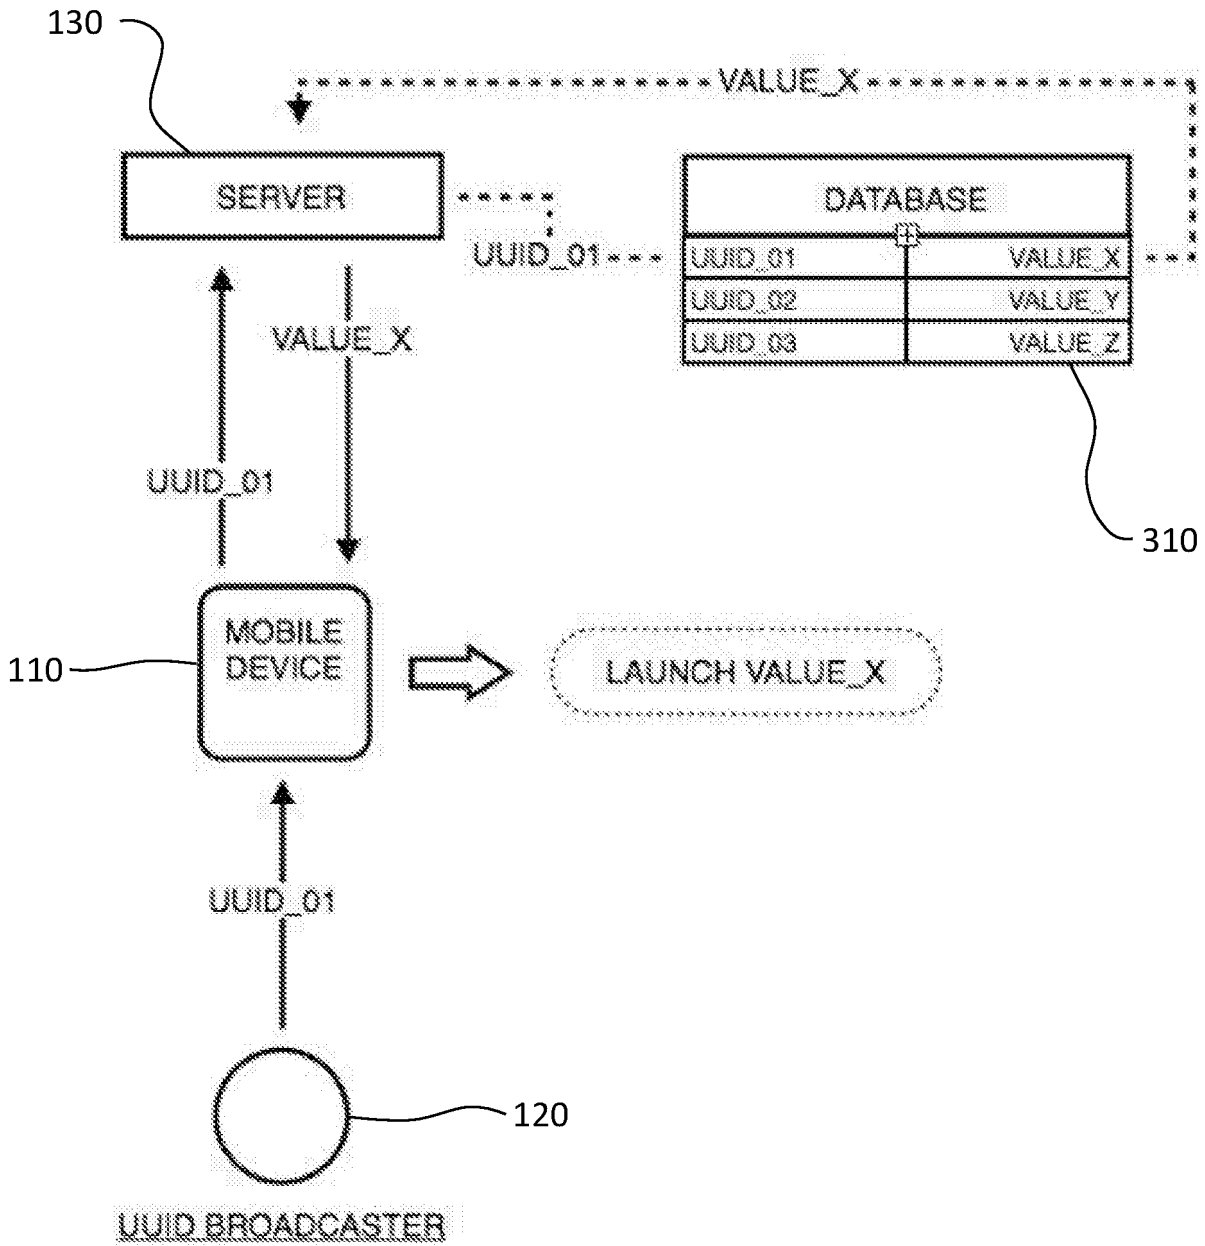 130
VALUE_X
SERVER
DATABASE
UUID_01
UUID_01 VALUE_X
UUID_02 VALUE_Y
UUID_03 VALUE_Z
VALUE_X
UUID_01
310
MOBILE
DEVICE
110
LAUNCH VALUE_X
UUID_01
120
UUID BROADCASTER